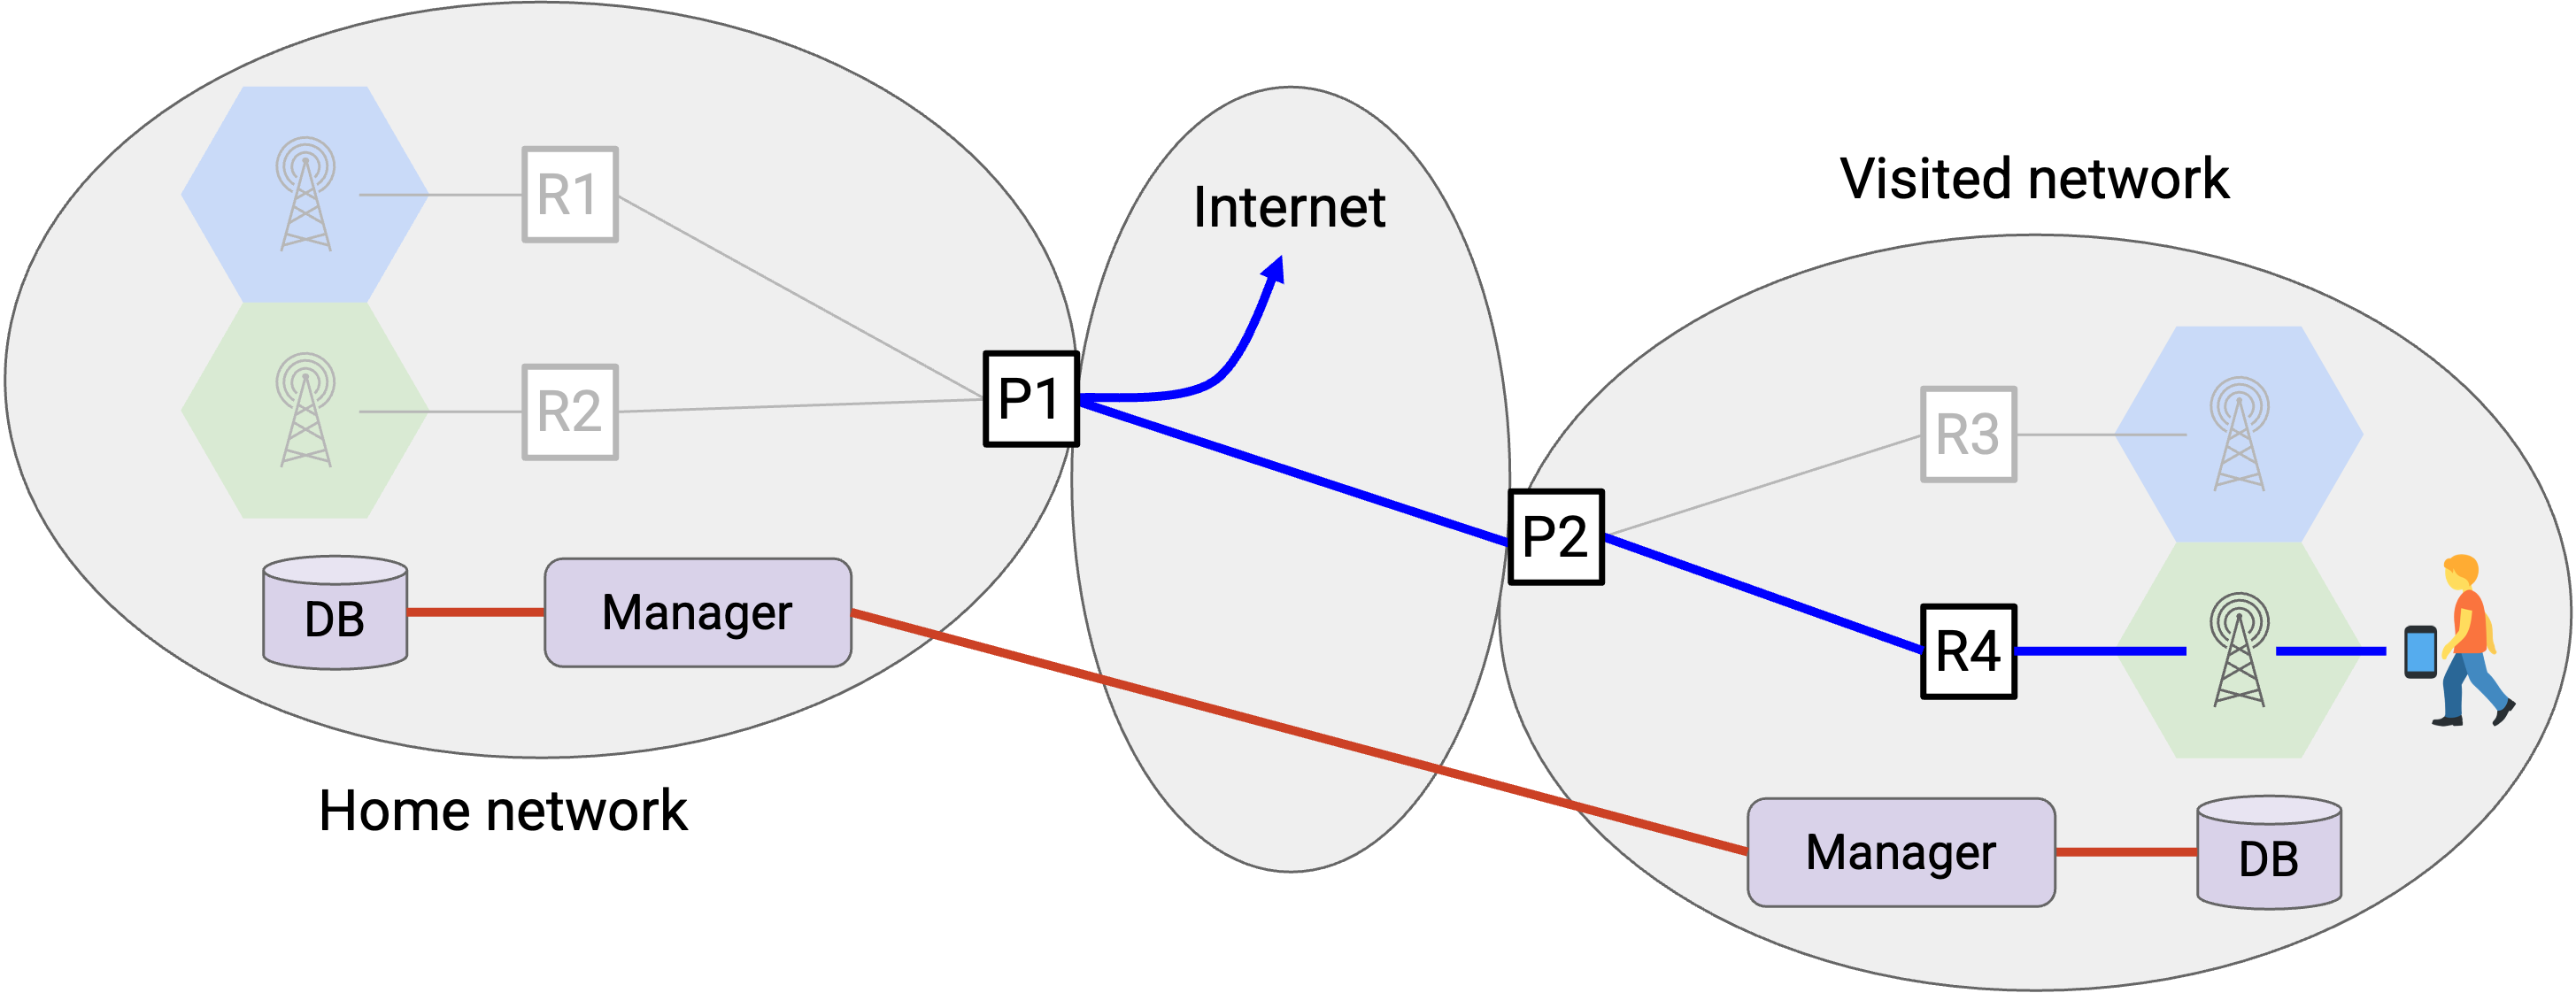 Internet
Visited network
R1
R2
P1
R3
P2
R4
DB
Manager
Home network
Manager
DB